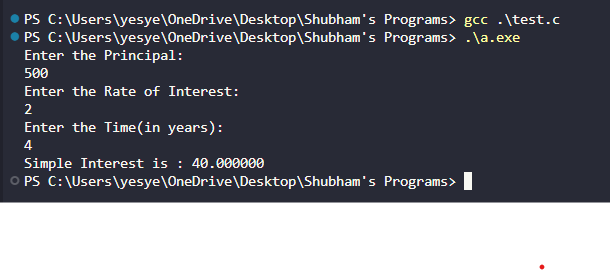 PS C:\Users\yesye\OneDrive\Desktop\Shubham's Programs> gcc .\test.c
PS C:\Users\yesye\OneDrive\Desktop\Shubham's Programs> .\a.exe
Enter the Principal:
500
Enter the Rate of Interest:
2
Enter the Time(in years):
4
Simple Interest is : 40.000000
PS C:\Users\yesye\OneDrive\Desktop\Shubham's Programs>